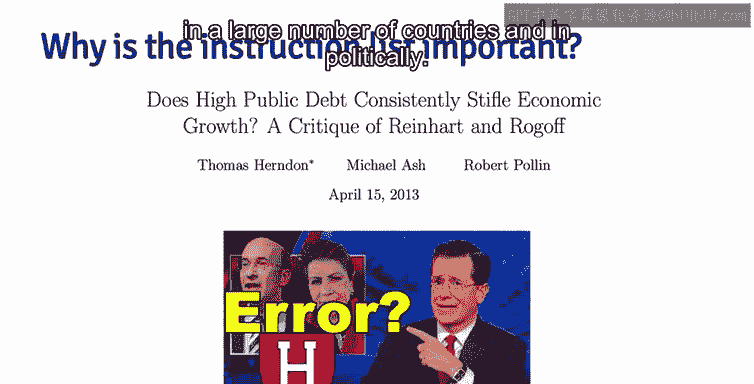 in a large number of countries and in
politically.
Why is the instruction list important?
Does High Public Debt Consistently Stifle Economic
Growth? A Critique of Reinhart and Rogoff
Thomas Herndon* Michael Ash Robert Pollin
April 15, 2013
Error?
H